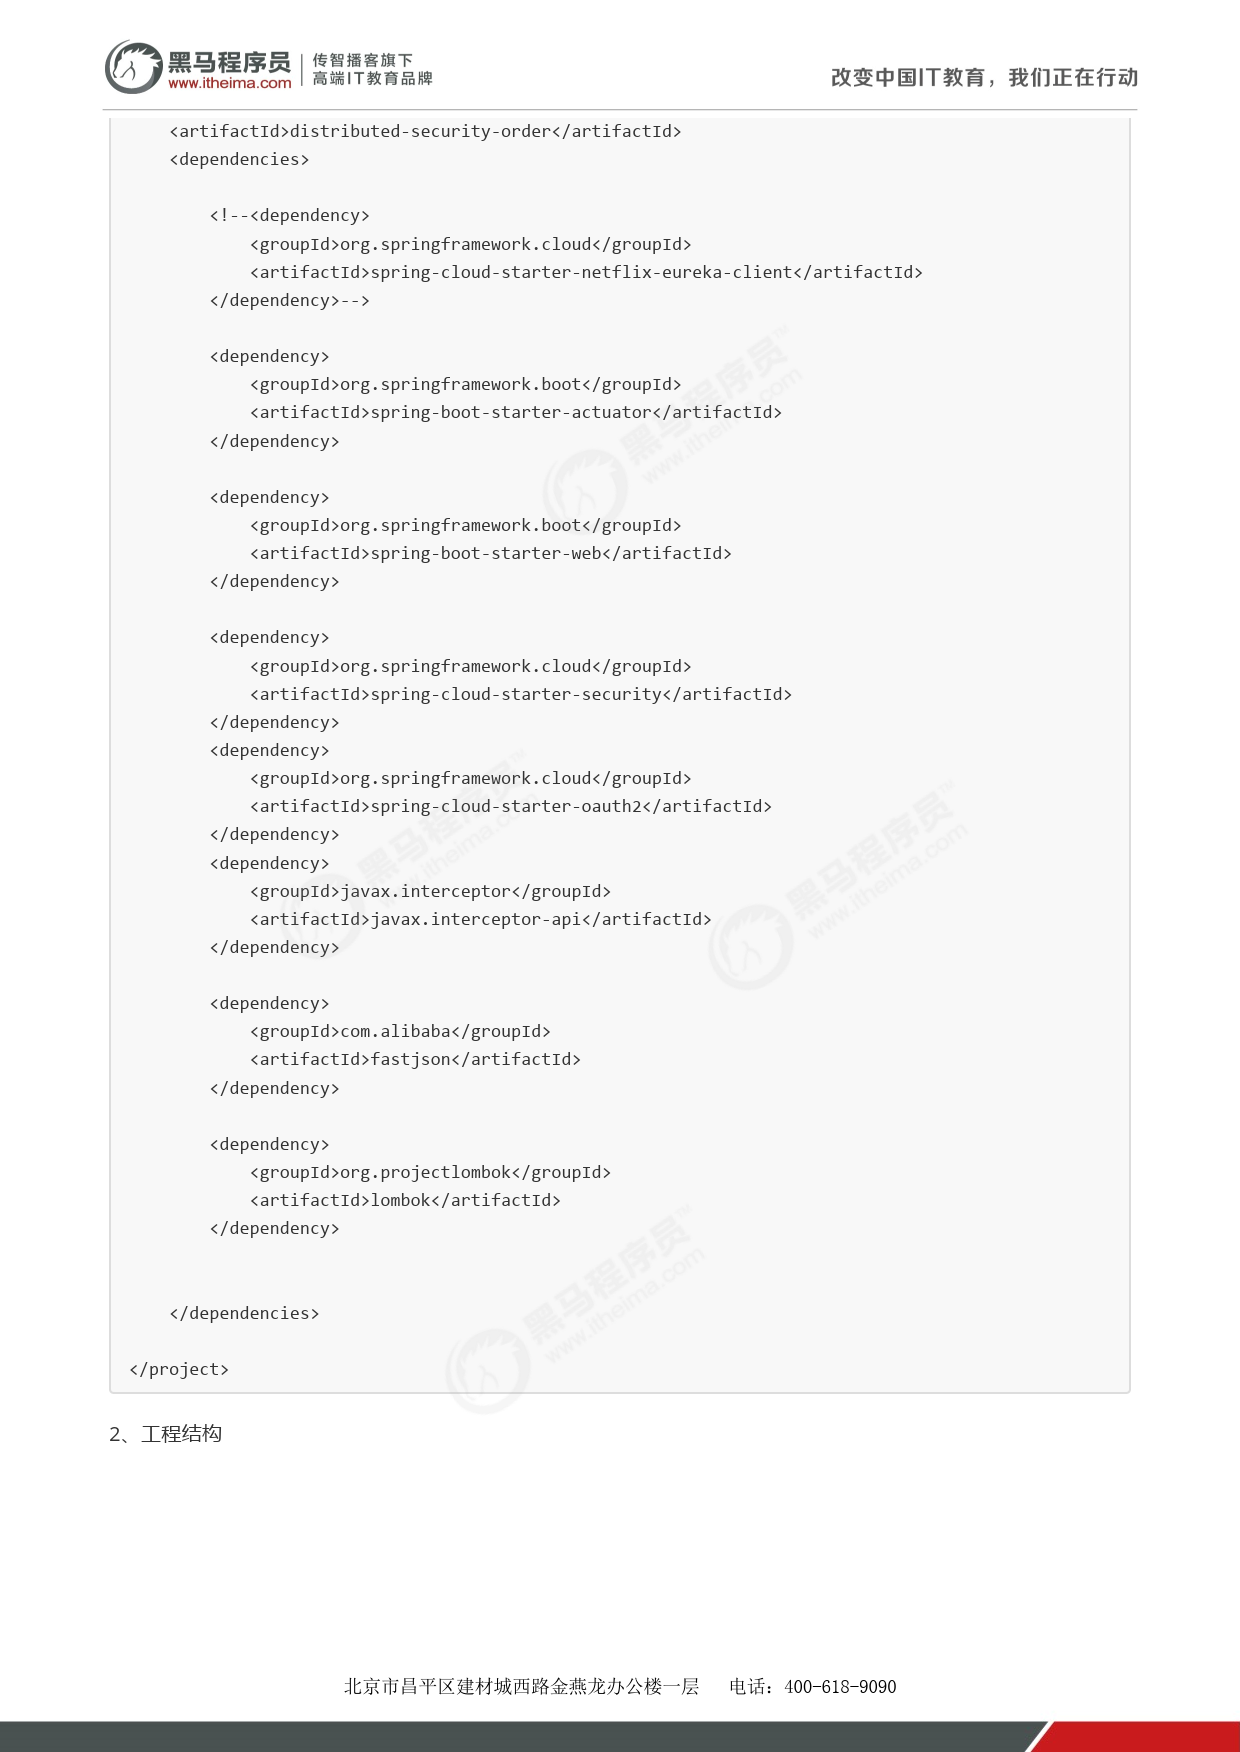 黑马程序员
www.itheima.com
传智播客旗下
高端IT教育品牌
改变中国IT教育，我们正在行动
    <artifactId>distributed-security-order</artifactId>
    <dependencies>

        <!--<dependency>
            <groupId>org.springframework.cloud</groupId>
            <artifactId>spring-cloud-starter-netflix-eureka-client</artifactId>
        </dependency>-->

        <dependency>
            <groupId>org.springframework.boot</groupId>
            <artifactId>spring-boot-starter-actuator</artifactId>
        </dependency>

        <dependency>
            <groupId>org.springframework.boot</groupId>
            <artifactId>spring-boot-starter-web</artifactId>
        </dependency>

        <dependency>
            <groupId>org.springframework.cloud</groupId>
            <artifactId>spring-cloud-starter-security</artifactId>
        </dependency>
        <dependency>
            <groupId>org.springframework.cloud</groupId>
            <artifactId>spring-cloud-starter-oauth2</artifactId>
        </dependency>
        <dependency>
            <groupId>javax.interceptor</groupId>
            <artifactId>javax.interceptor-api</artifactId>
        </dependency>

        <dependency>
            <groupId>com.alibaba</groupId>
            <artifactId>fastjson</artifactId>
        </dependency>

        <dependency>
            <groupId>org.projectlombok</groupId>
            <artifactId>lombok</artifactId>
        </dependency>


    </dependencies>

</project>
2、工程结构
北京市昌平区建材城西路金燕龙办公楼一层 电话：400-618-9090